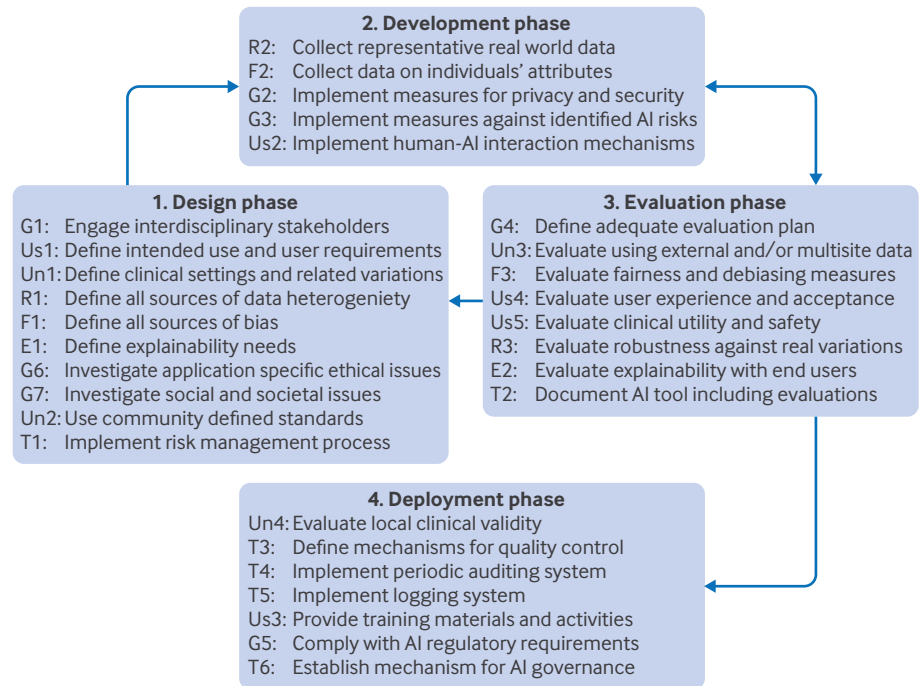 2. Development phase
R2: Collect representative real world data
F2: Collect data on individuals’ attributes
G2: Implement measures for privacy and security
G3: Implement measures against identified AI risks
Us2: Implement human-AI interaction mechanisms
1. Design phase
G1: Engage interdisciplinary stakeholders
Us1: Define intended use and user requirements
Un1: Define clinical settings and related variations
R1: Define all sources of data heterogeniety
F1: Define all sources of bias
E1: Define explainability needs
G6: Investigate application specific ethical issues
G7: Investigate social and societal issues
Un2: Use community defined standards
T1: Implement risk management process
3. Evaluation phase
G4: Define adequate evaluation plan
Un3: Evaluate using external and/or multisite data
F3: Evaluate fairness and debiasing measures
Us4: Evaluate user experience and acceptance
Us5: Evaluate clinical utility and safety
R3: Evaluate robustness against real variations
E2: Evaluate explainability with end users
T2: Document AI tool including evaluations
4. Deployment phase
Un4: Evaluate local clinical validity
T3: Define mechanisms for quality control
T4: Implement periodic auditing system
T5: Implement logging system
Us3: Provide training materials and activities
G5: Comply with AI regulatory requirements
T6: Establish mechanism for AI governance